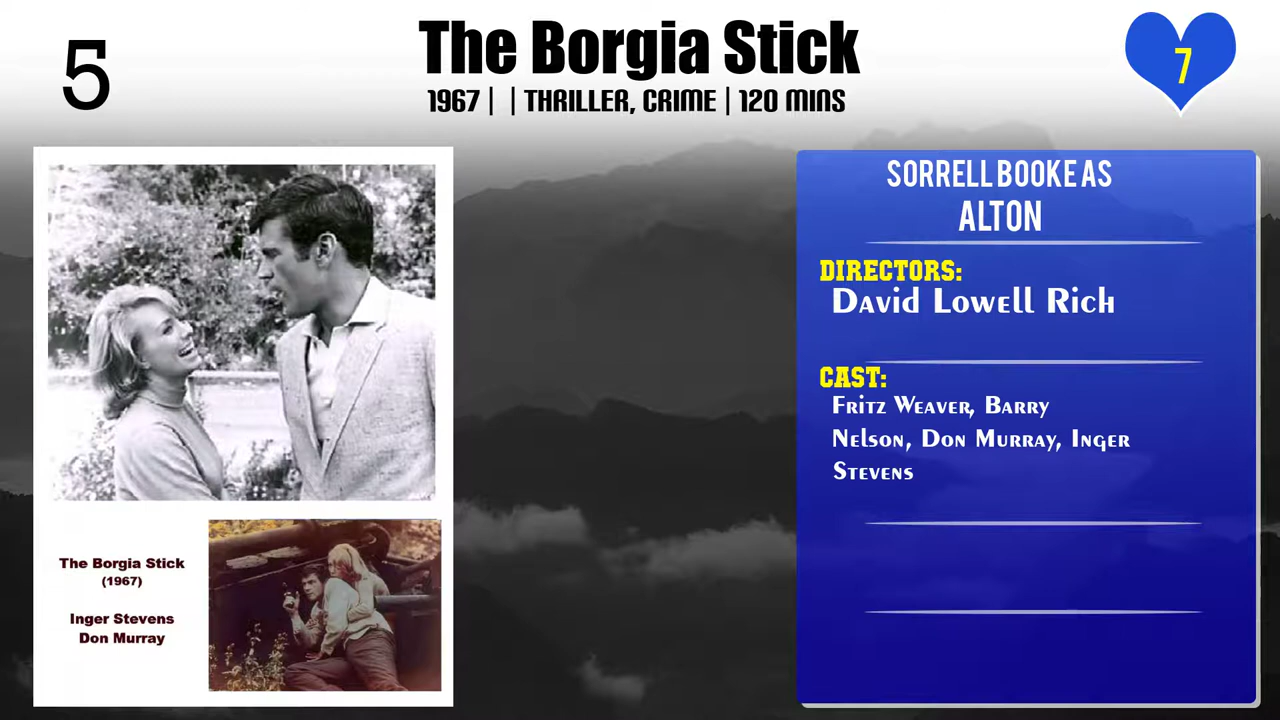 5
The Borgia Stick
1967 | | THRILLER, CRIME | 120 MINS
7
The Borgia Stick
(1967)
Inger Stevens
Don Murray
SORRELL BOOKE AS
ALTON
DIRECTORS:
David Lowell Rich
CAST:
Fritz Weaver, Barry
Nelson, Don Murray, Inger
Stevens